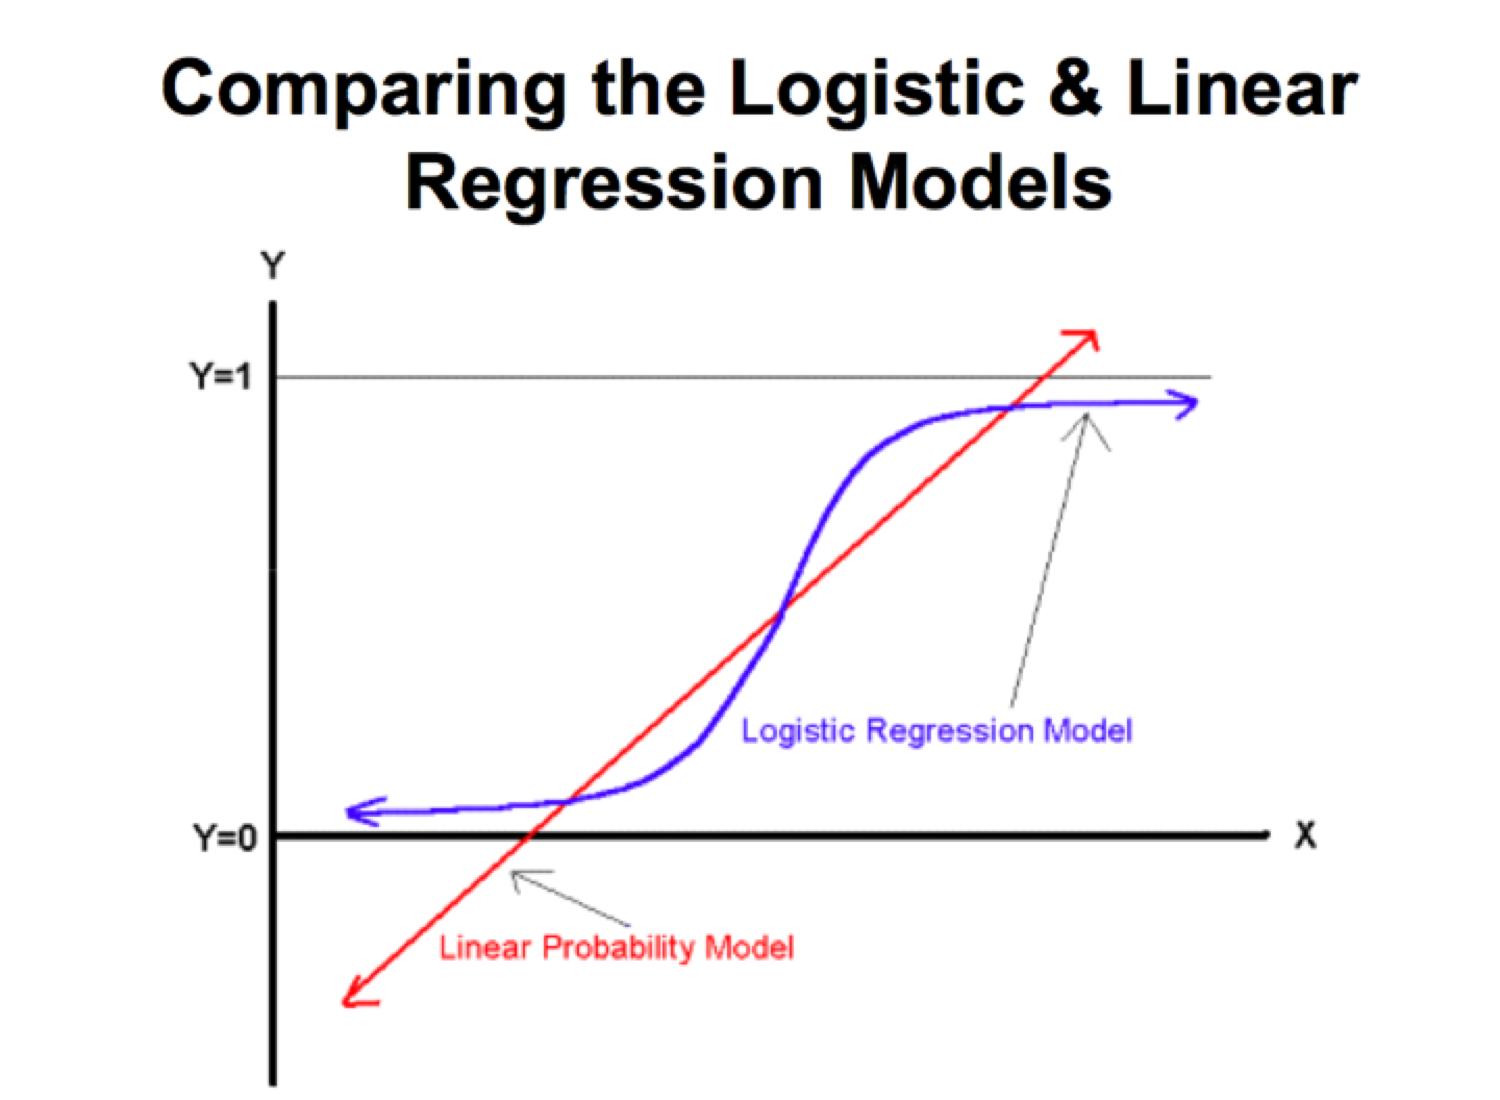 Comparing the Logistic & Linear
Regression Models
Y
Y=1
Logistic Regression Model
Y=0
X
Linear Probability Model